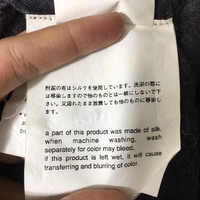 部の布はシルクを使用しています。洗濯の際に
は移染しますので他のものとは一緒にしないで下さ
い。又濡れたまま放置しても他のものに移染しま
す。
a part of this product was made of silk.
when machine washing, wash
separately for color may bleed.
if this product is left wet, it will cause
transferring and blurring of color.